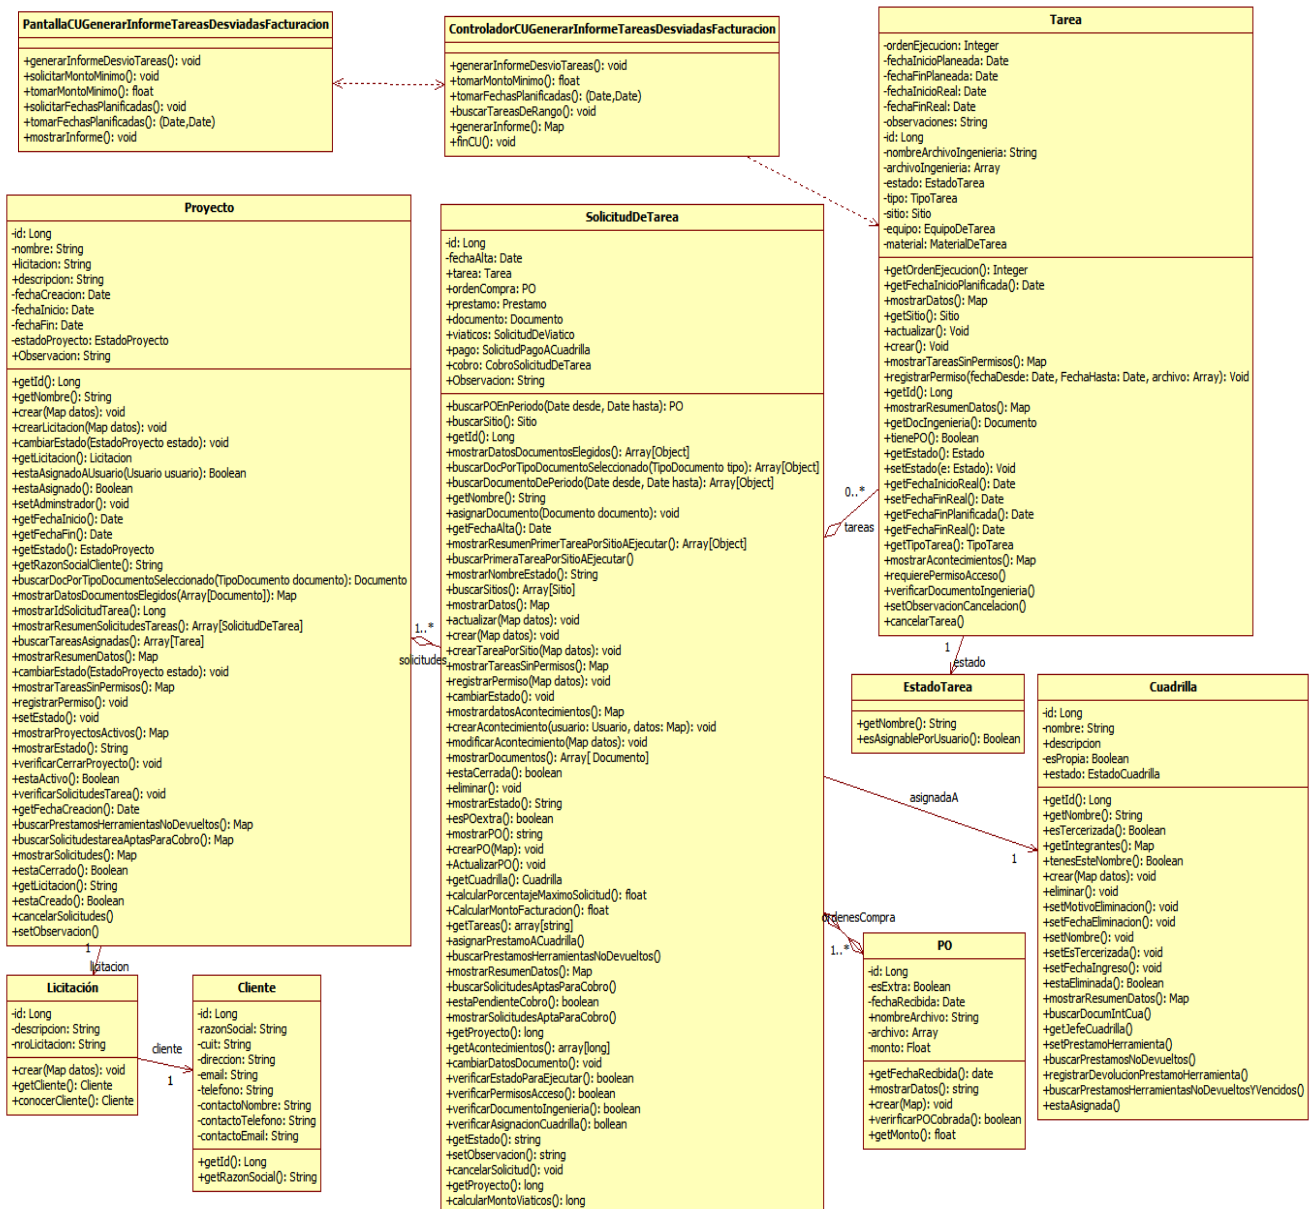 PantallaCUGenerarInformeTareasDesviadasFacturacion
+generarInformeDesvioTareas(): void
+solicitarMontoMinimo(): void
+tomarMontoMinimo(): float
+solicitarFechasPlanificadas(): void
+tomarFechasPlanificadas(): (Date,Date)
+mostrarInforme(): void
ControladorCUGenerarInformeTareasDesviadasFacturacion
+generarInformeDesvioTareas(): void
+tomarMontoMinimo(): float
+tomarFechasPlanificadas(): (Date,Date)
+buscarTareasDeRango(): void
+generarInforme(): Map
+finCU(): void
Tarea
-ordenEjecucion: Integer
-fechaInicioPlaneada: Date
-fechaFinPlaneada: Date
-fechaInicioReal: Date
-fechaFinReal: Date
-observaciones: String
-id: Long
-nombreArchivoIngenieria: String
-archivoIngenieria: Array
-estado: EstadoTarea
-tipo: TipoTarea
-sitio: Sitio
-equipo: EquipoDeTarea
-material: MaterialDeTarea
+getOrdenEjecucion(): Integer
+getFechaInicioPlanificada(): Date
+mostrarDatos(): Map
+getSitio(): Sitio
+actualizar(): Void
+crear(): Void
+mostrarTareasSinPermisos(): Map
+registrarPermiso(fechaDesde: Date, FechaHasta: Date, archivo: Array): Void
+getId(): Long
+mostrarResumenDatos(): Map
+getDocIngenieria(): Documento
+tienePO(): Boolean
+getEstado(): Estado
+setEstado(e: Estado): Void
+getFechaInicioReal(): Date
+setFechaFinReal(): Date
+getFechaFinPlanificada(): Date
+getFechaFinReal(): Date
+getTipoTarea(): TipoTarea
+mostrarAcontecimientos(): Map
+requierePermisoAcceso()
+verificarDocumentoIngenieria()
+setObservacionCancelacion()
+cancelarTarea()
Proyecto
-id: Long
-nombre: String
+licitacion: String
+descripcion: String
-fechaCreacion: Date
-fechaInicio: Date
-fechaFin: Date
-estadoProyecto: EstadoProyecto
+Observacion: String
+getId(): Long
+getNombre(): String
+crear(Map datos): void
+crearLicitacion(Map datos): void
+cambiarEstado(EstadoProyecto estado): void
+getLicitacion(): Licitacion
+estaAsignadoAUsuario(Usuario usuario): Boolean
+estaAsignado(): Boolean
+setAdminstrador(): void
+getFechaInicio(): Date
+getFechaFin(): Date
+getEstado(): EstadoProyecto
+getRazonSocialCliente(): String
+buscarDocPorTipoDocumentoSeleccionado(TipoDocumento documento): Documento
+mostrarDatosDocumentosElegidos(Array[Documento]): Map
+mostrarIdSolicitudTarea(): Long
+mostrarResumenSolicitudesTareas(): Array[SolicitudDeTarea]
+buscarTareasAsignadas(): Array[Tarea]
+mostrarResumenDatos(): Map
+cambiarEstado(EstadoProyecto estado): void
+mostrarTareasSinPermisos(): Map
+registrarPermiso(): void
+setEstado(): void
+mostrarProyectosActivos(): Map
+mostrarEstado(): String
+verificarCerrarProyecto(): void
+estaActivo(): Boolean
+verificarSolicitudesTarea(): void
+getFechaCreacion(): Date
+buscarPrestamosHerramientasNoDevueltos(): Map
+buscarSolicitudestareaAptasParaCobro(): Map
+mostrarSolicitudes(): Map
+estaCerrado(): Boolean
+getLicitacion(): String
+estaCreado(): Boolean
+cancelarSolicitudes()
+setObservacion()
1..*
solicitudes
SolicitudDeTarea
-id: Long
-fechaAlta: Date
+tarea: Tarea
+ordenCompra: PO
+prestamo: Prestamo
+documento: Documento
+viaticos: SolicitudDeViatico
+pago: SolicitudPagoACuadrilla
+cobro: CobroSolicitudDeTarea
+Observacion: String
+buscarPOEnPeriodo(Date desde, Date hasta): PO
+buscarSitio(): Sitio
+getId(): Long
+mostrarDatosDocumentosElegidos(): Array[Object]
+buscarDocPorTipoDocumentoSeleccionado(TipoDocumento tipo): Array[Object]
+buscarDocumentoDePeriodo(Date desde, Date hasta): Array[Object]
+getNombre(): String
+asignarDocumento(Documento documento): void
+getFechaAlta(): Date
+mostrarResumenPrimerTareaPorSitioAEjecutar(): Array[Object]
+buscarPrimeraTareaPorSitioAEjecutar()
+mostrarNombreEstado(): String
+buscarSitios(): Array[Sitio]
+mostrarDatos(): Map
+actualizar(Map datos): void
+crear(Map datos): void
+crearTareaPorSitio(Map datos): void
+mostrarTareasSinPermisos(): Map
+registrarPermiso(Map datos): void
+cambiarEstado(): void
+mostrardatosAcontecimientos(): Map
+crearAcontecimiento(usuario: Usuario, datos: Map): void
+modificarAcontecimiento(Map datos): void
+mostrarDocumentos(): Array[ Documento]
+estaCerrada(): boolean
+eliminar(): void
+mostrarEstado(): String
+esPOextra(): boolean
+mostrarPO(): string
+crearPO(Map): void
+ActualizarPO(): void
+getCuadrilla(): Cuadrilla
+calcularPorcentajeMaximoSolicitud(): float
+CalcularMontoFacturacion(): float
+getTareas(): array[string]
+asignarPrestamoACuadrilla()
+buscarPrestamosHerramientasNoDevueltos()
+mostrarResumenDatos(): Map
+buscarSolicitudesAptasParaCobro()
+estaPendienteCobro(): boolean
+mostrarSolicitudesAptaParaCobro()
+getProyecto(): long
+getAcontecimientos(): array[long]
+cambiarDatosDocumento(): void
+verificarEstadoParaEjecutar(): boolean
+verificarPermisosAcceso(): boolean
+verificarDocumentoIngenieria(): boolean
+verificarAsignacionCuadrilla(): bollean
+getEstado(): string
+setObservacion(): string
+cancelarSolicitud(): void
+getProyecto(): long
+calcularMontoViaticos(): long
0..*
tareas
1
estado
EstadoTarea
+getNombre(): String
+esAsignablePorUsuario(): Boolean
Cuadrilla
-id: Long
-nombre: String
+descripcion
-esPropia: Boolean
+estado: EstadoCuadrilla
+getId(): Long
+getNombre(): String
+esTercerizada(): Boolean
+getIntegrantes(): Map
+tenesEsteNombre(): Boolean
+crear(Map datos): void
+eliminar(): void
+setMotivoEliminacion(): void
+setFechaEliminacion(): void
+setNombre(): void
+setEsTercerizada(): void
+setFechaIngreso(): void
+estaEliminada(): Boolean
+mostrarResumenDatos(): Map
+buscarDocumIntCua()
+getJefeCuadrilla()
+setPrestamoHerramienta()
+buscarPrestamosNoDevueltos()
+registrarDevolucionPrestamoHerramienta()
+buscarPrestamosHerramientasNoDevueltosYVencidos()
+estaAsignada()
asignadaA
1
ordenesCompra
1..*
PO
-id: Long
-esExtra: Boolean
-fechaRecibida: Date
+nombreArchivo: String
-archivo: Array
-monto: Float
+getFechaRecibida(): date
+mostrarDatos(): string
+crear(Map): void
+verirficarPOCobrada(): boolean
+getMonto(): float
1
licitacion
Licitación
-id: Long
-descripcion: String
-nroLicitacion: String
+crear(Map datos): void
+getCliente(): Cliente
+conocerCliente(): Cliente
cliente
1
Cliente
-id: Long
-razonSocial: String
-cuit: String
-direccion: String
-email: String
-telefono: String
-contactoNombre: String
-contactoTelefono: String
-contactoEmail: String
+getId(): Long
+getRazonSocial(): String